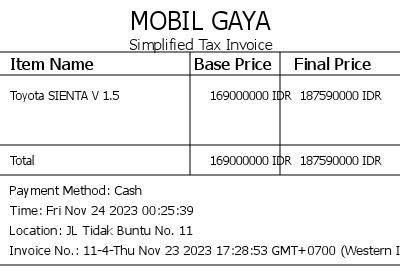 MOBIL GAYA
Simplified Tax Invoice
Item Name Base Price Final Price
Toyota SIENTA V 1.5 169000000 IDR 187590000 IDR
Total 169000000 IDR 187590000 IDR
Payment Method: Cash
Time: Fri Nov 24 2023 00:25:39
Location: JL Tidak Buntu No. 11
Invoice No.: 11-4-Thu Nov 23 2023 17:28:53 GMT+0700 (Western I